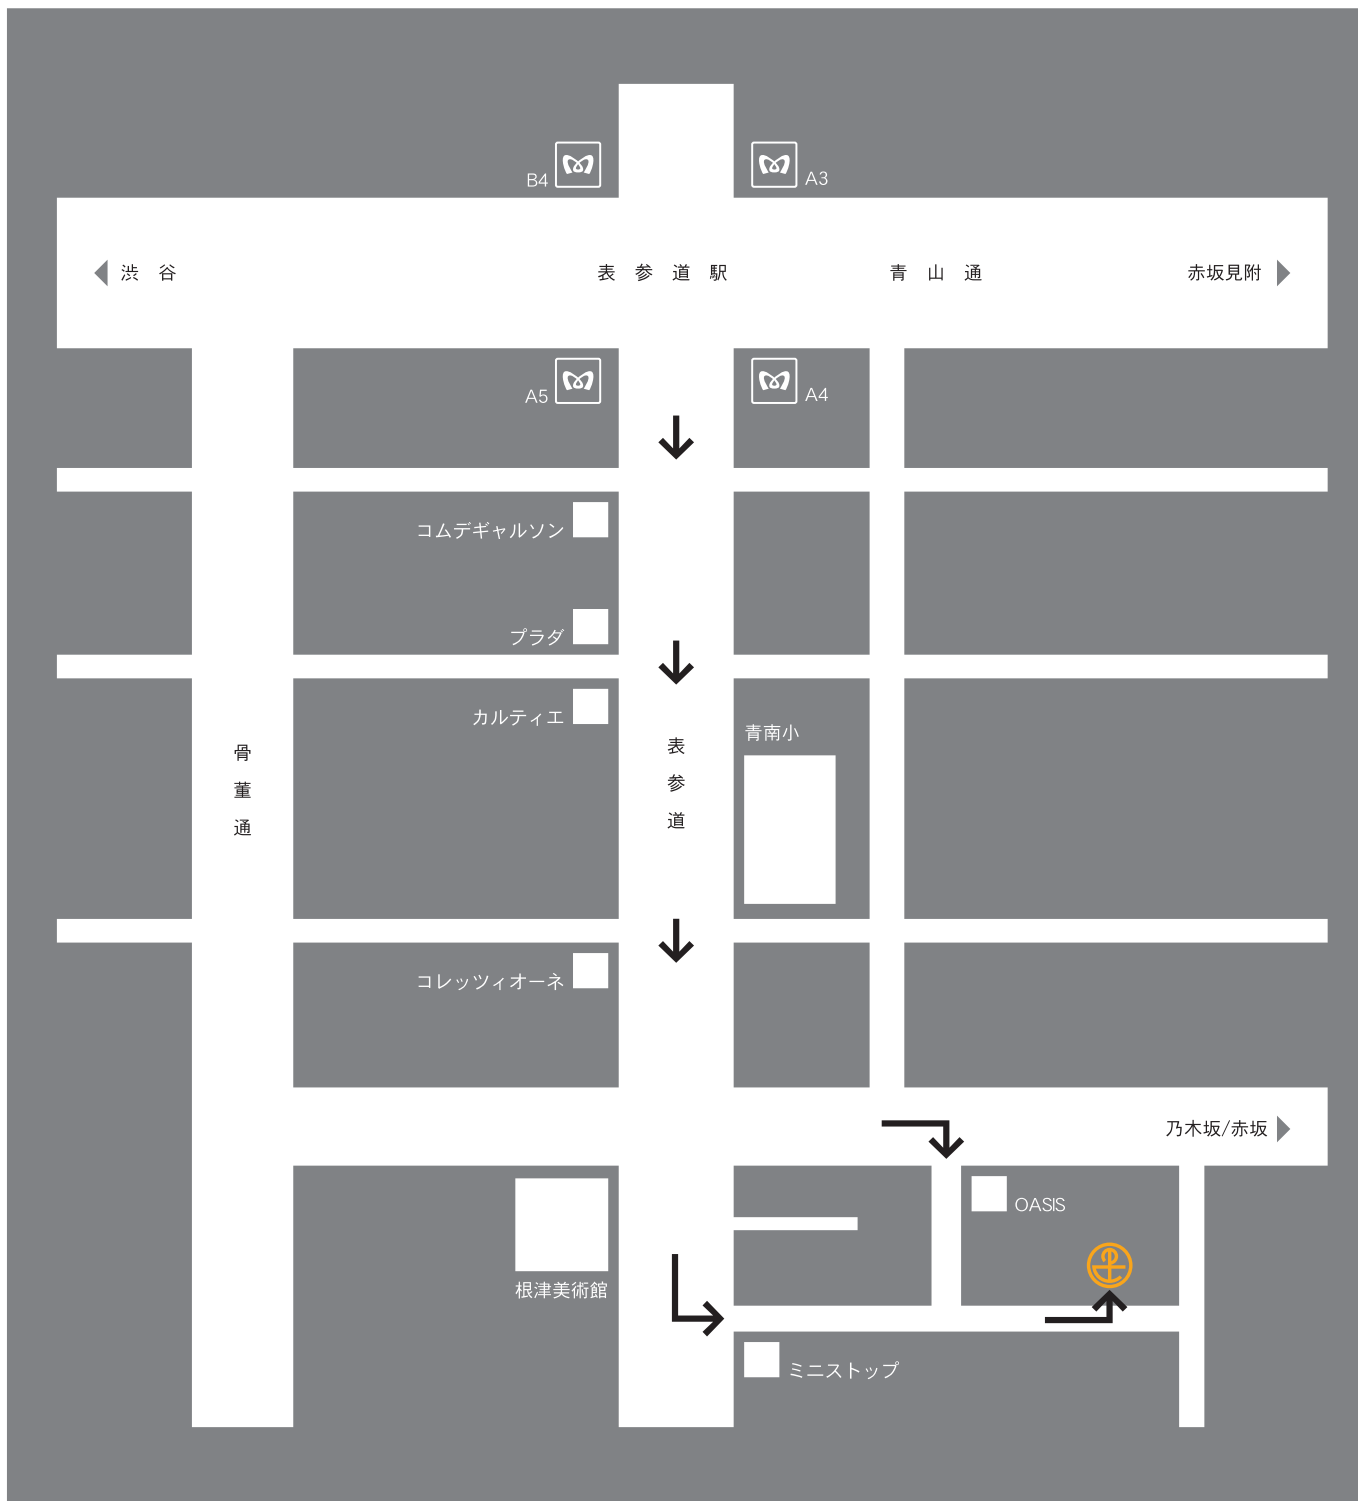 B4
A3
渋谷
表参道駅
青山通
赤坂見附
A5
A4
コムデギャルソン
プラダ
カルティエ
青南小
骨董通
表参道
コレッツィオーネ
乃木坂/赤坂
OASIS
根津美術館
ミニストップ